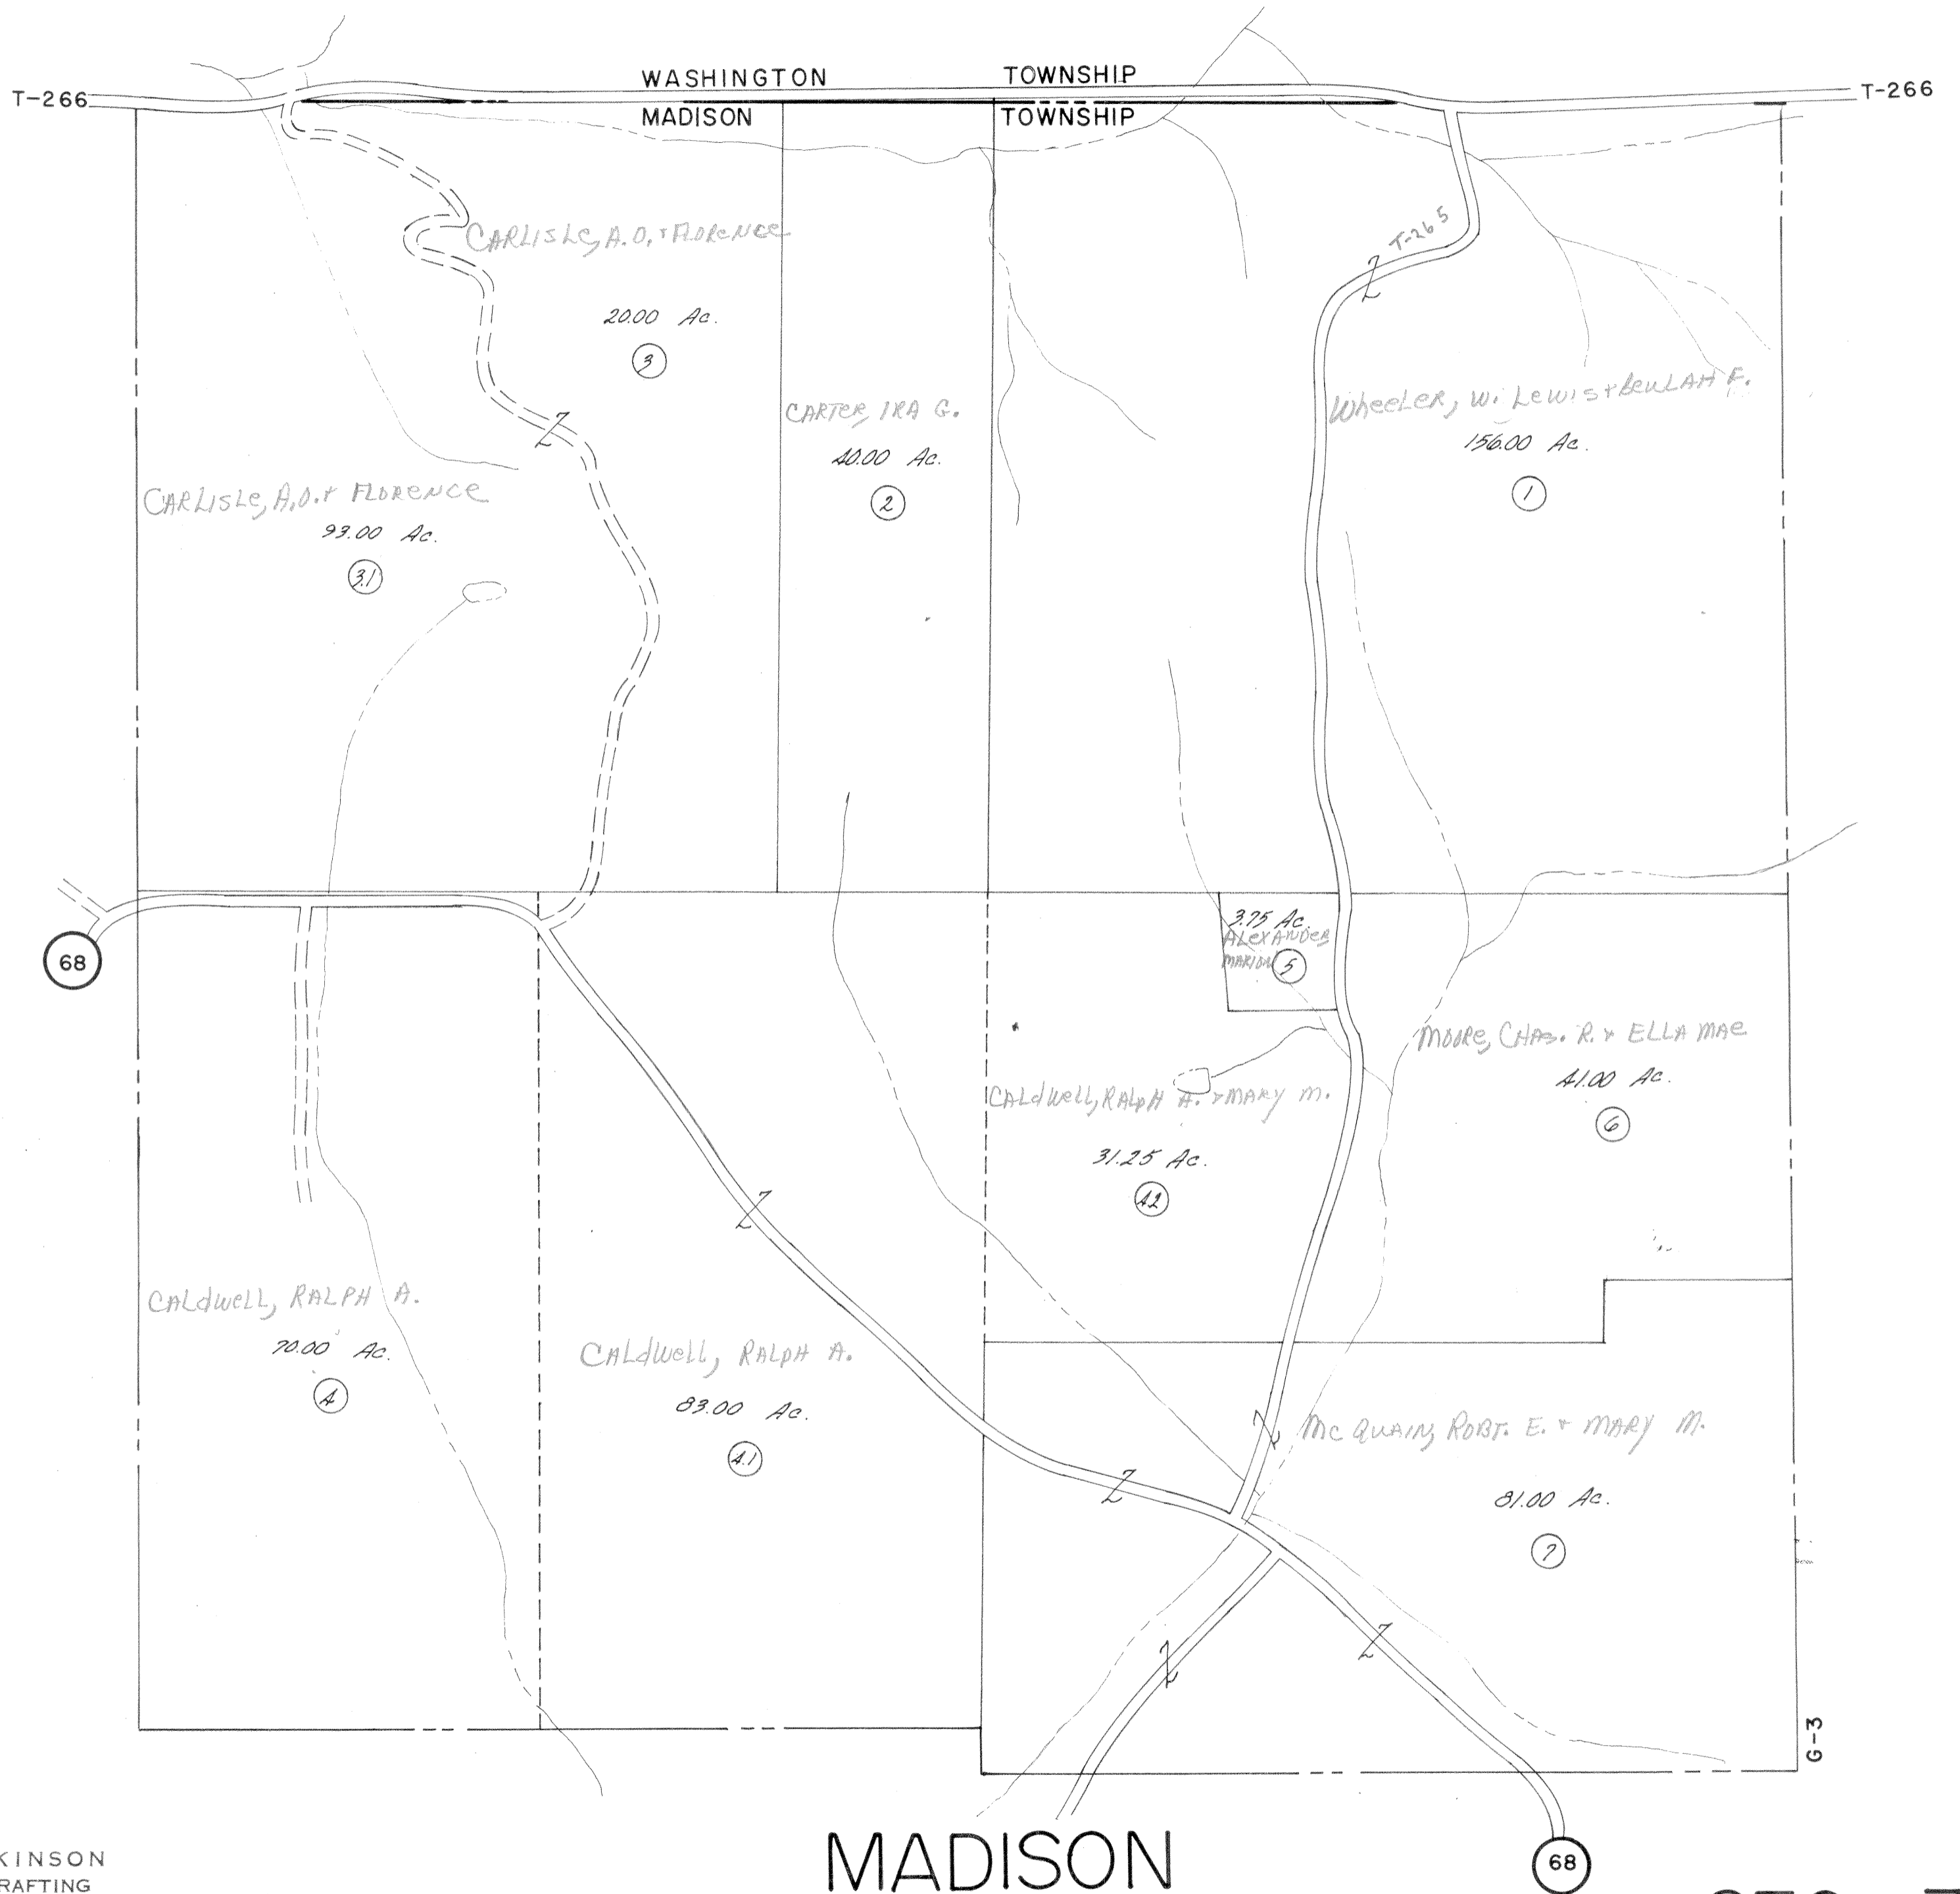 WASHINGTON TOWNSHIP
T-266
T-266
MADISON TOWNSHIP
T-265
CARLISLE, A.O. + FLORENCE
20.00 Ac.
3
CARTER, IRA G.
40.00 Ac.
2
WHEELER, W. LEWIS + BEULAH F.
156.00 Ac.
1
CARLISLE, A.O. + FLORENCE
93.00 Ac.
3.1
68
3.75 Ac.
ALEXANDER
MARION
5
MOORE, CHAS. R. + ELLA MAE
41.00 Ac.
6
CALDWELL, RALPH A. + MARY M.
31.25 Ac.
4.2
CALDWELL, RALPH A.
70.00 Ac.
4
CALDWELL, RALPH A.
83.00 Ac.
4.1
MC QUAIN, ROBT. E. + MARY M.
81.00 Ac.
7
G-3
KINSON
RAFTING
MADISON
68